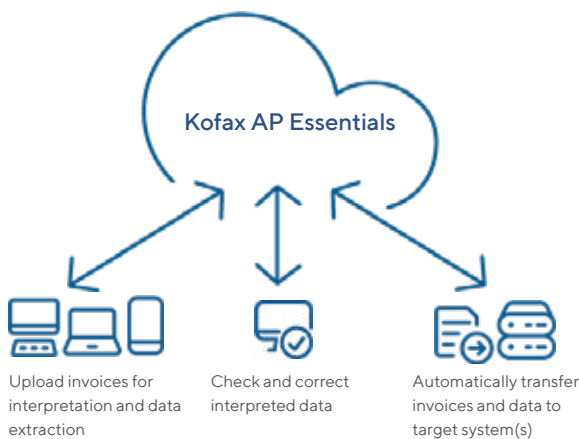 Kofax AP Essentials
Upload invoices for
interpretation and data
extraction
Check and correct
interpreted data
Automatically transfer
invoices and data to
target system(s)